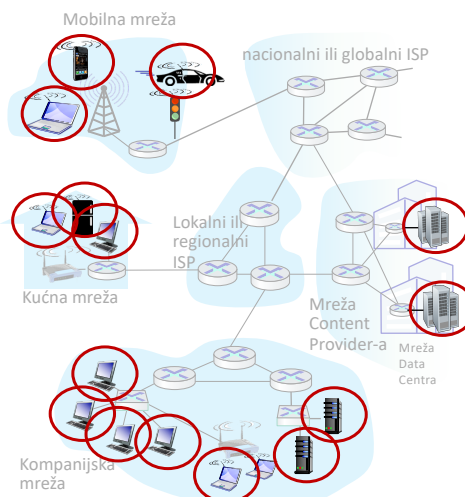 Mobilna mreža
nacionalni ili globalni ISP
Lokalni ili
regionalni
ISP
Kućna mreža
Mreža
Content
Provider-a
Mreža
Data
Centra
Kompanijska
mreža